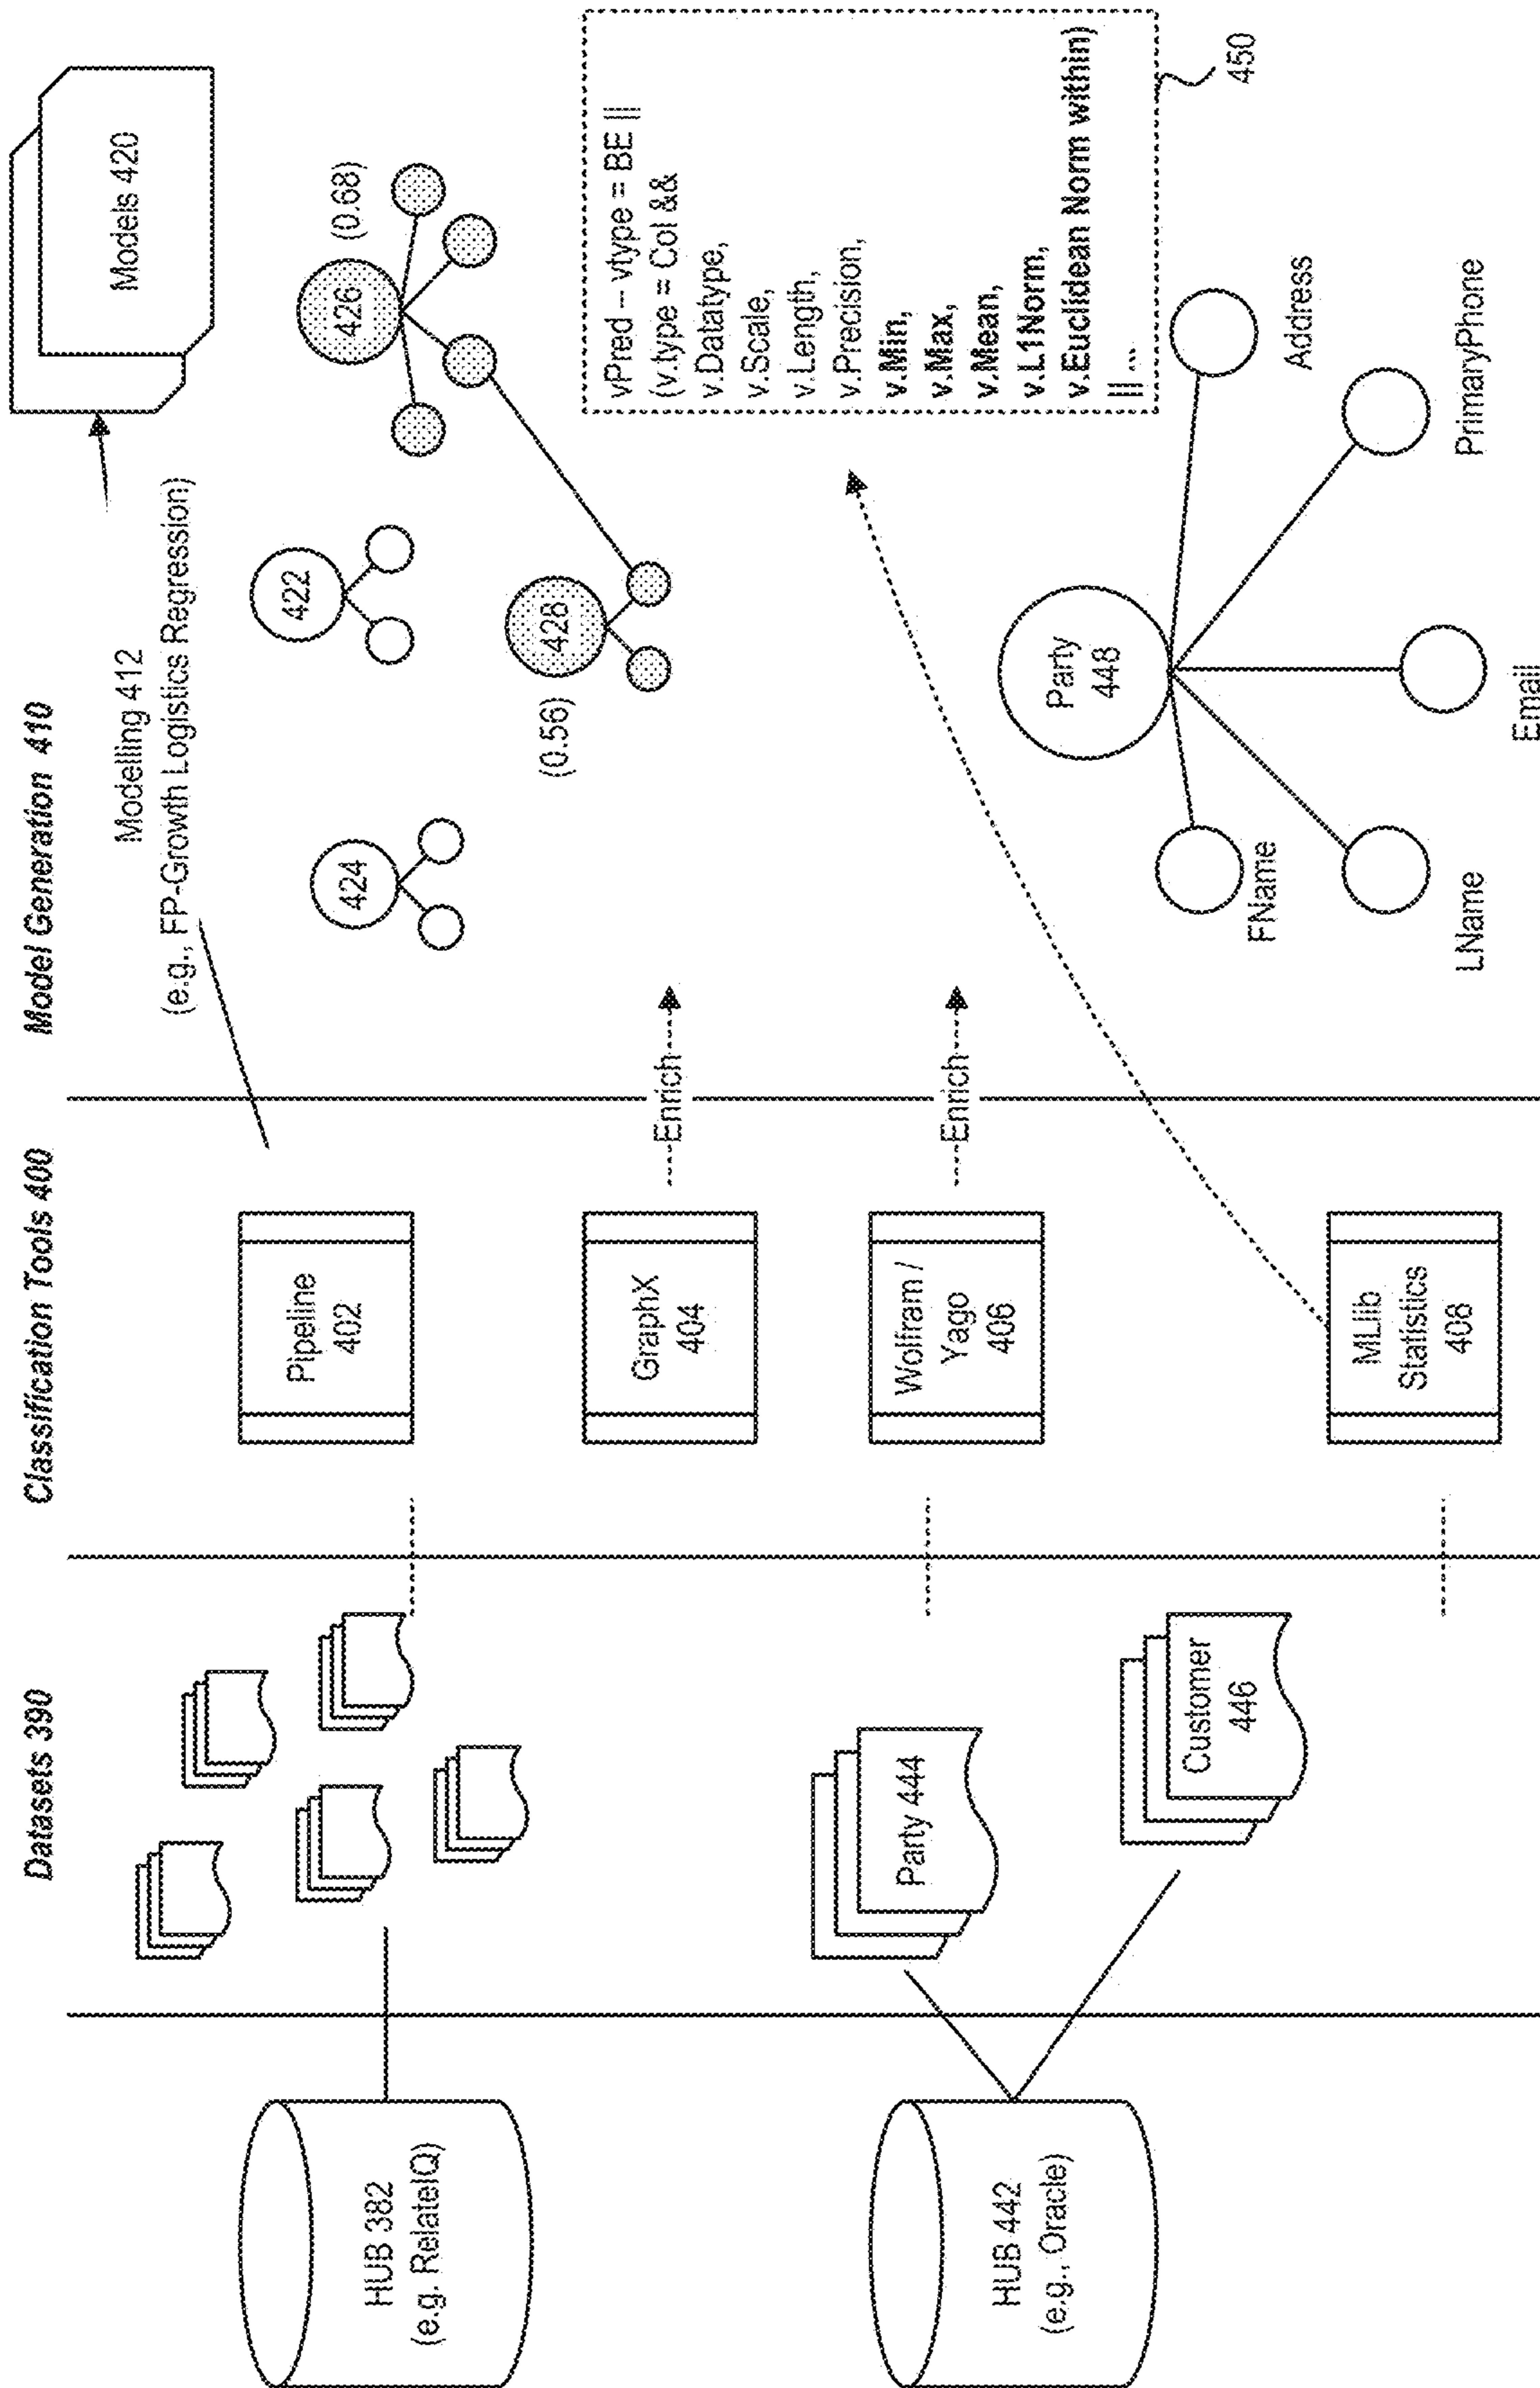 Datasets 390
Classification Tools 400
Model Generation 410
HUB 382
(e.g. RelateIQ)
HUB 442
(e.g., Oracle)
Party 444
Customer
446
Pipeline
402
GraphX
404
Wolfram /
Yago
406
MLlib
Statistics
408
Enrich
Enrich
Modelling 412
(e.g., FP-Growth Logistics Regression)
Models 420
424
422
426
(0.68)
428
(0.56)
vPred – vtype = BE ||
(v.type = Col &&
v.Datatype,
v.Scale,
v.Length,
v.Precision,
v.Min,
v.Max,
v.Mean,
v.L1Norm,
v.Euclidean Norm within)
|| ...
450
Party
448
FName
LName
Email
PrimaryPhone
Address